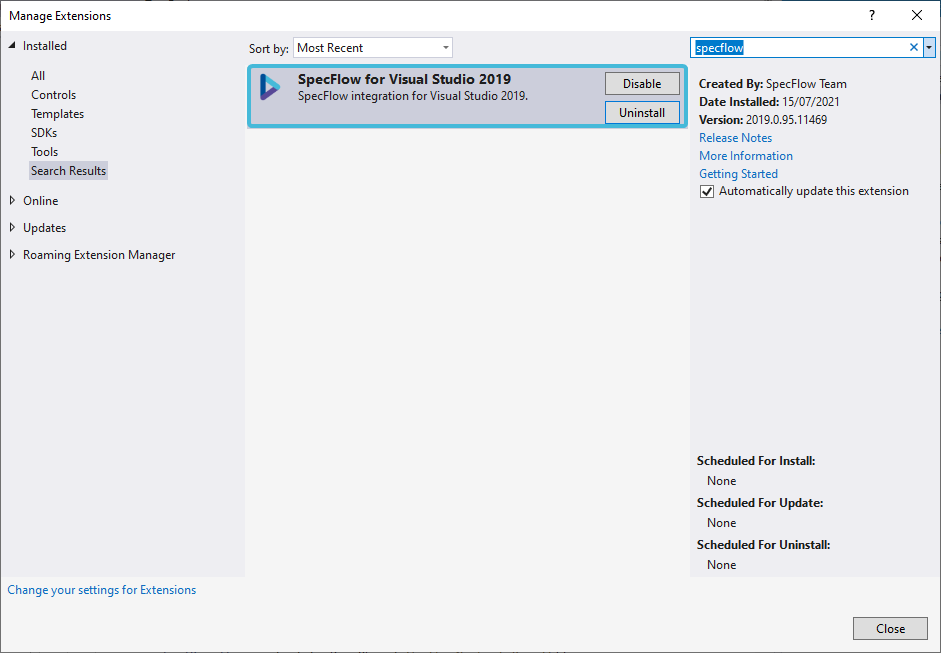 Manage Extensions
?
Installed
All
Controls
Templates
SDKs
Tools
Search Results
Online
Updates
Roaming Extension Manager
Change your settings for Extensions
Sort by: Most Recent
SpecFlow for Visual Studio 2019
SpecFlow integration for Visual Studio 2019.
Disable
Uninstall
specflow
Created By: SpecFlow Team
Date Installed: 15/07/2021
Version: 2019.0.95.11469
Release Notes
More Information
Getting Started
Automatically update this extension
Scheduled For Install:
None
Scheduled For Update:
None
Scheduled For Uninstall:
None
Close